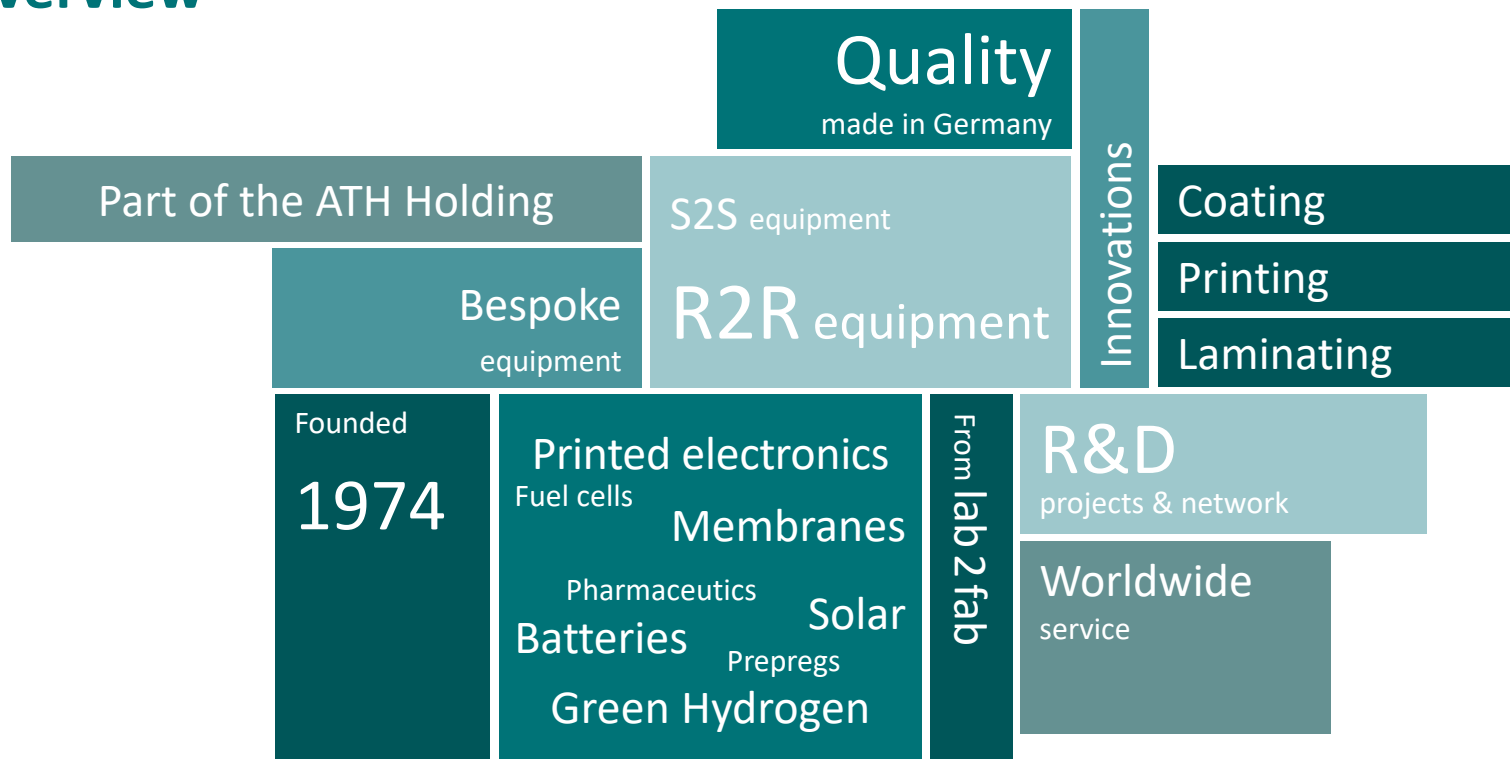 Overview
Quality
made in Germany
Innovations
Part of the ATH Holding
S2S equipment
R2R equipment
Coating
Printing
Laminating
Bespoke
equipment
Founded
1974
Printed electronics
Fuel cells
Membranes
Pharmaceutics
Solar
Batteries
Prepregs
Green Hydrogen
From lab 2 fab
R&D
projects & network
Worldwide
service